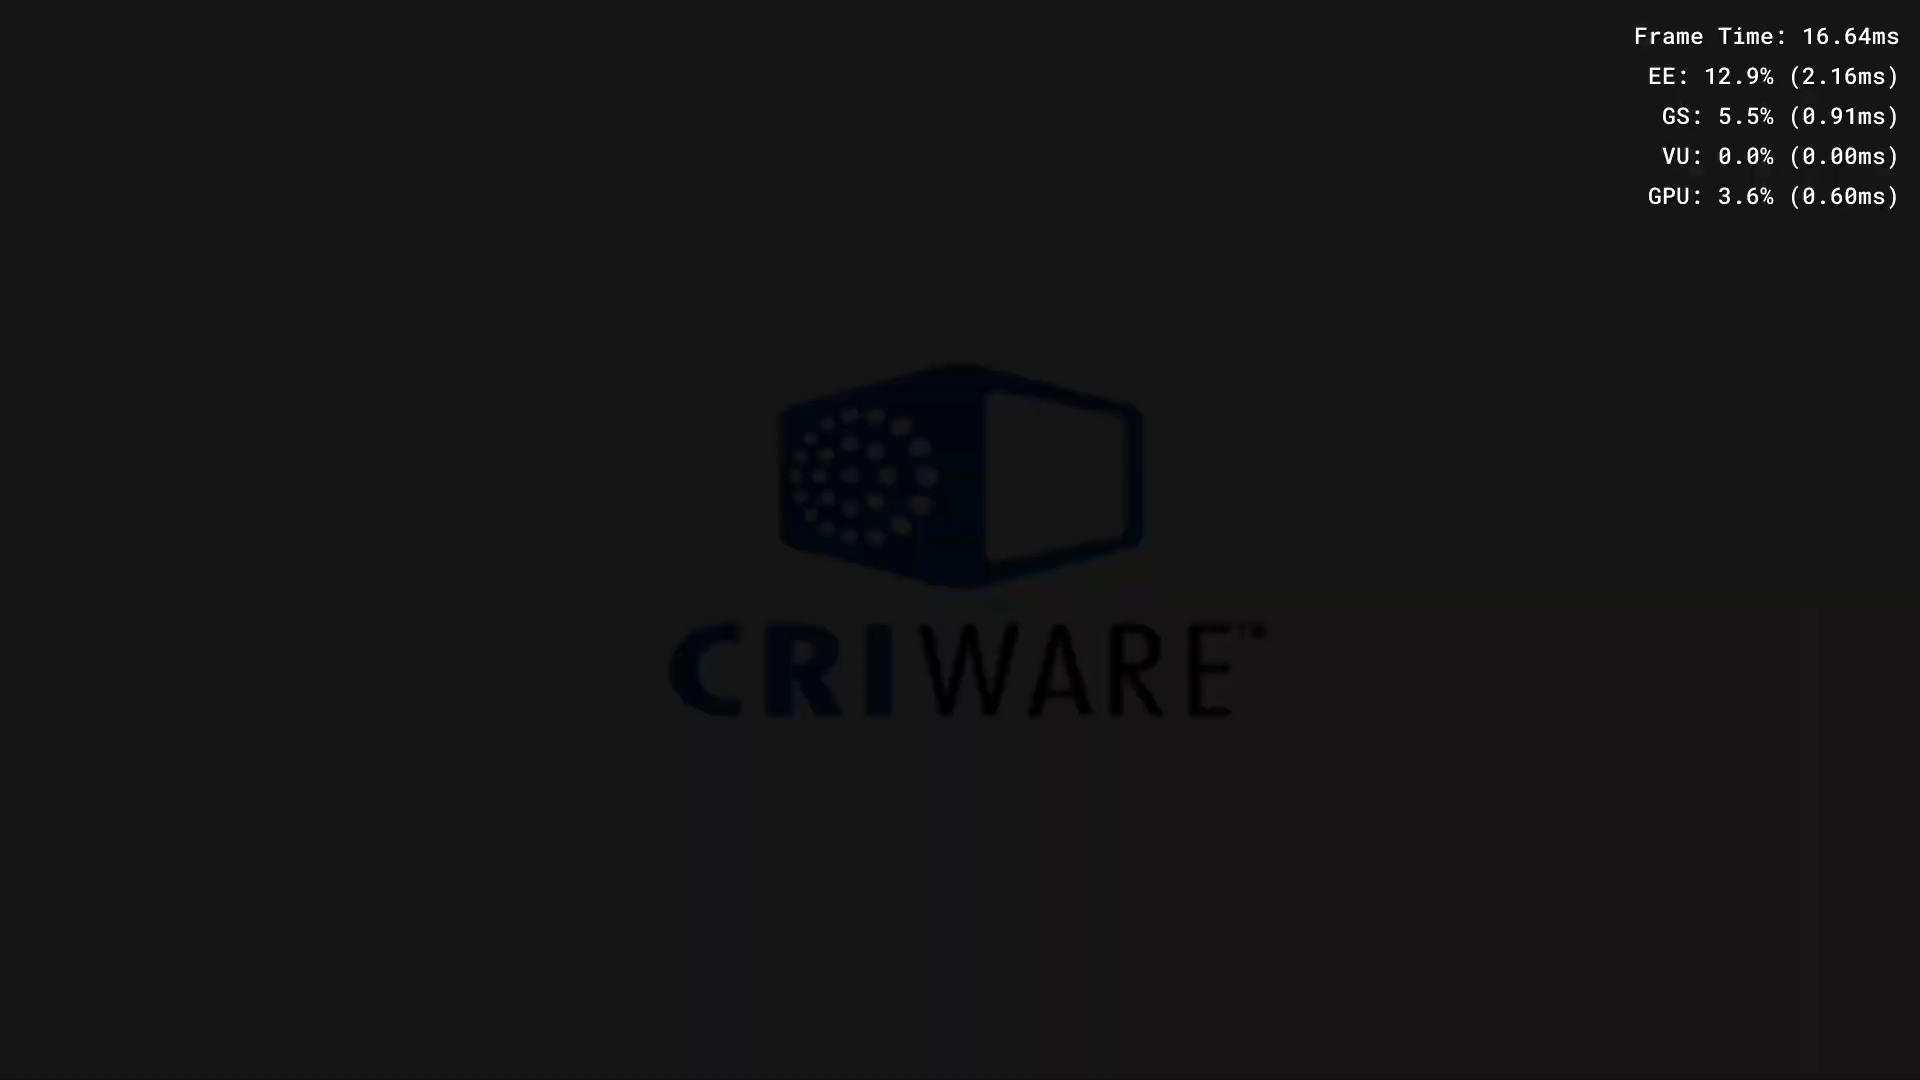 Frame Time: 16.64ms
EE: 12.9% (2.16ms)
GS: 5.5% (0.91ms)
VU: 0.0% (0.00ms)
GPU: 3.6% (0.60ms)
CRIWARE™